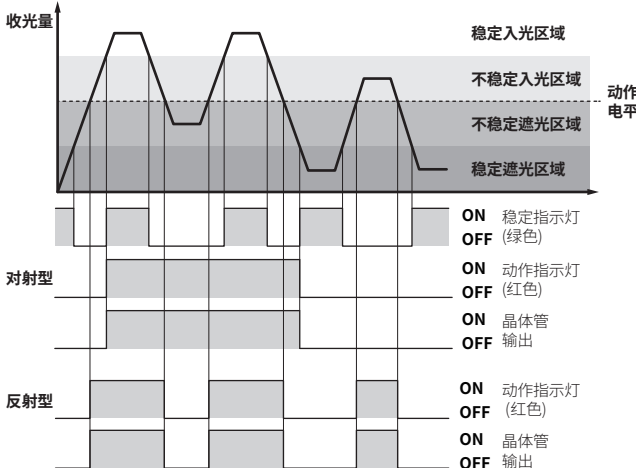 收光量
稳定入光区域
不稳定入光区域
动作
电平
不稳定遮光区域
稳定遮光区域
ON 稳定指示灯
OFF (绿色)
对射型
ON 动作指示灯
OFF (红色)
ON 晶体管
OFF 输出
反射型
ON 动作指示灯
OFF (红色)
ON 晶体管
OFF 输出